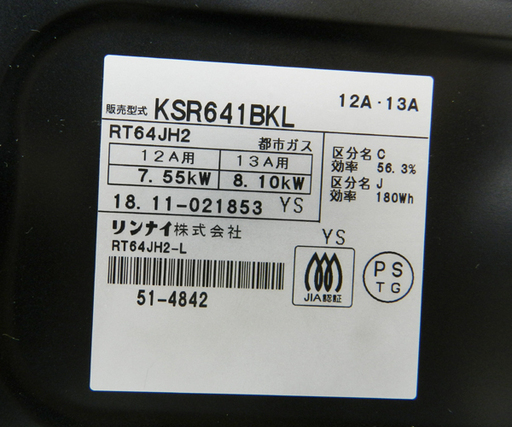 販売型式 KSR641BKL 12A・13A
RT64JH2 都市ガス
12A用 13A用
7.55kW 8.10kW
区分名 C
効率 56.3%
区分名 J
効率 180Wh
18.11-021853 YS
リンナイ株式会社
RT64JH2-L
51-4842
YS
JIA認証
PS
TG